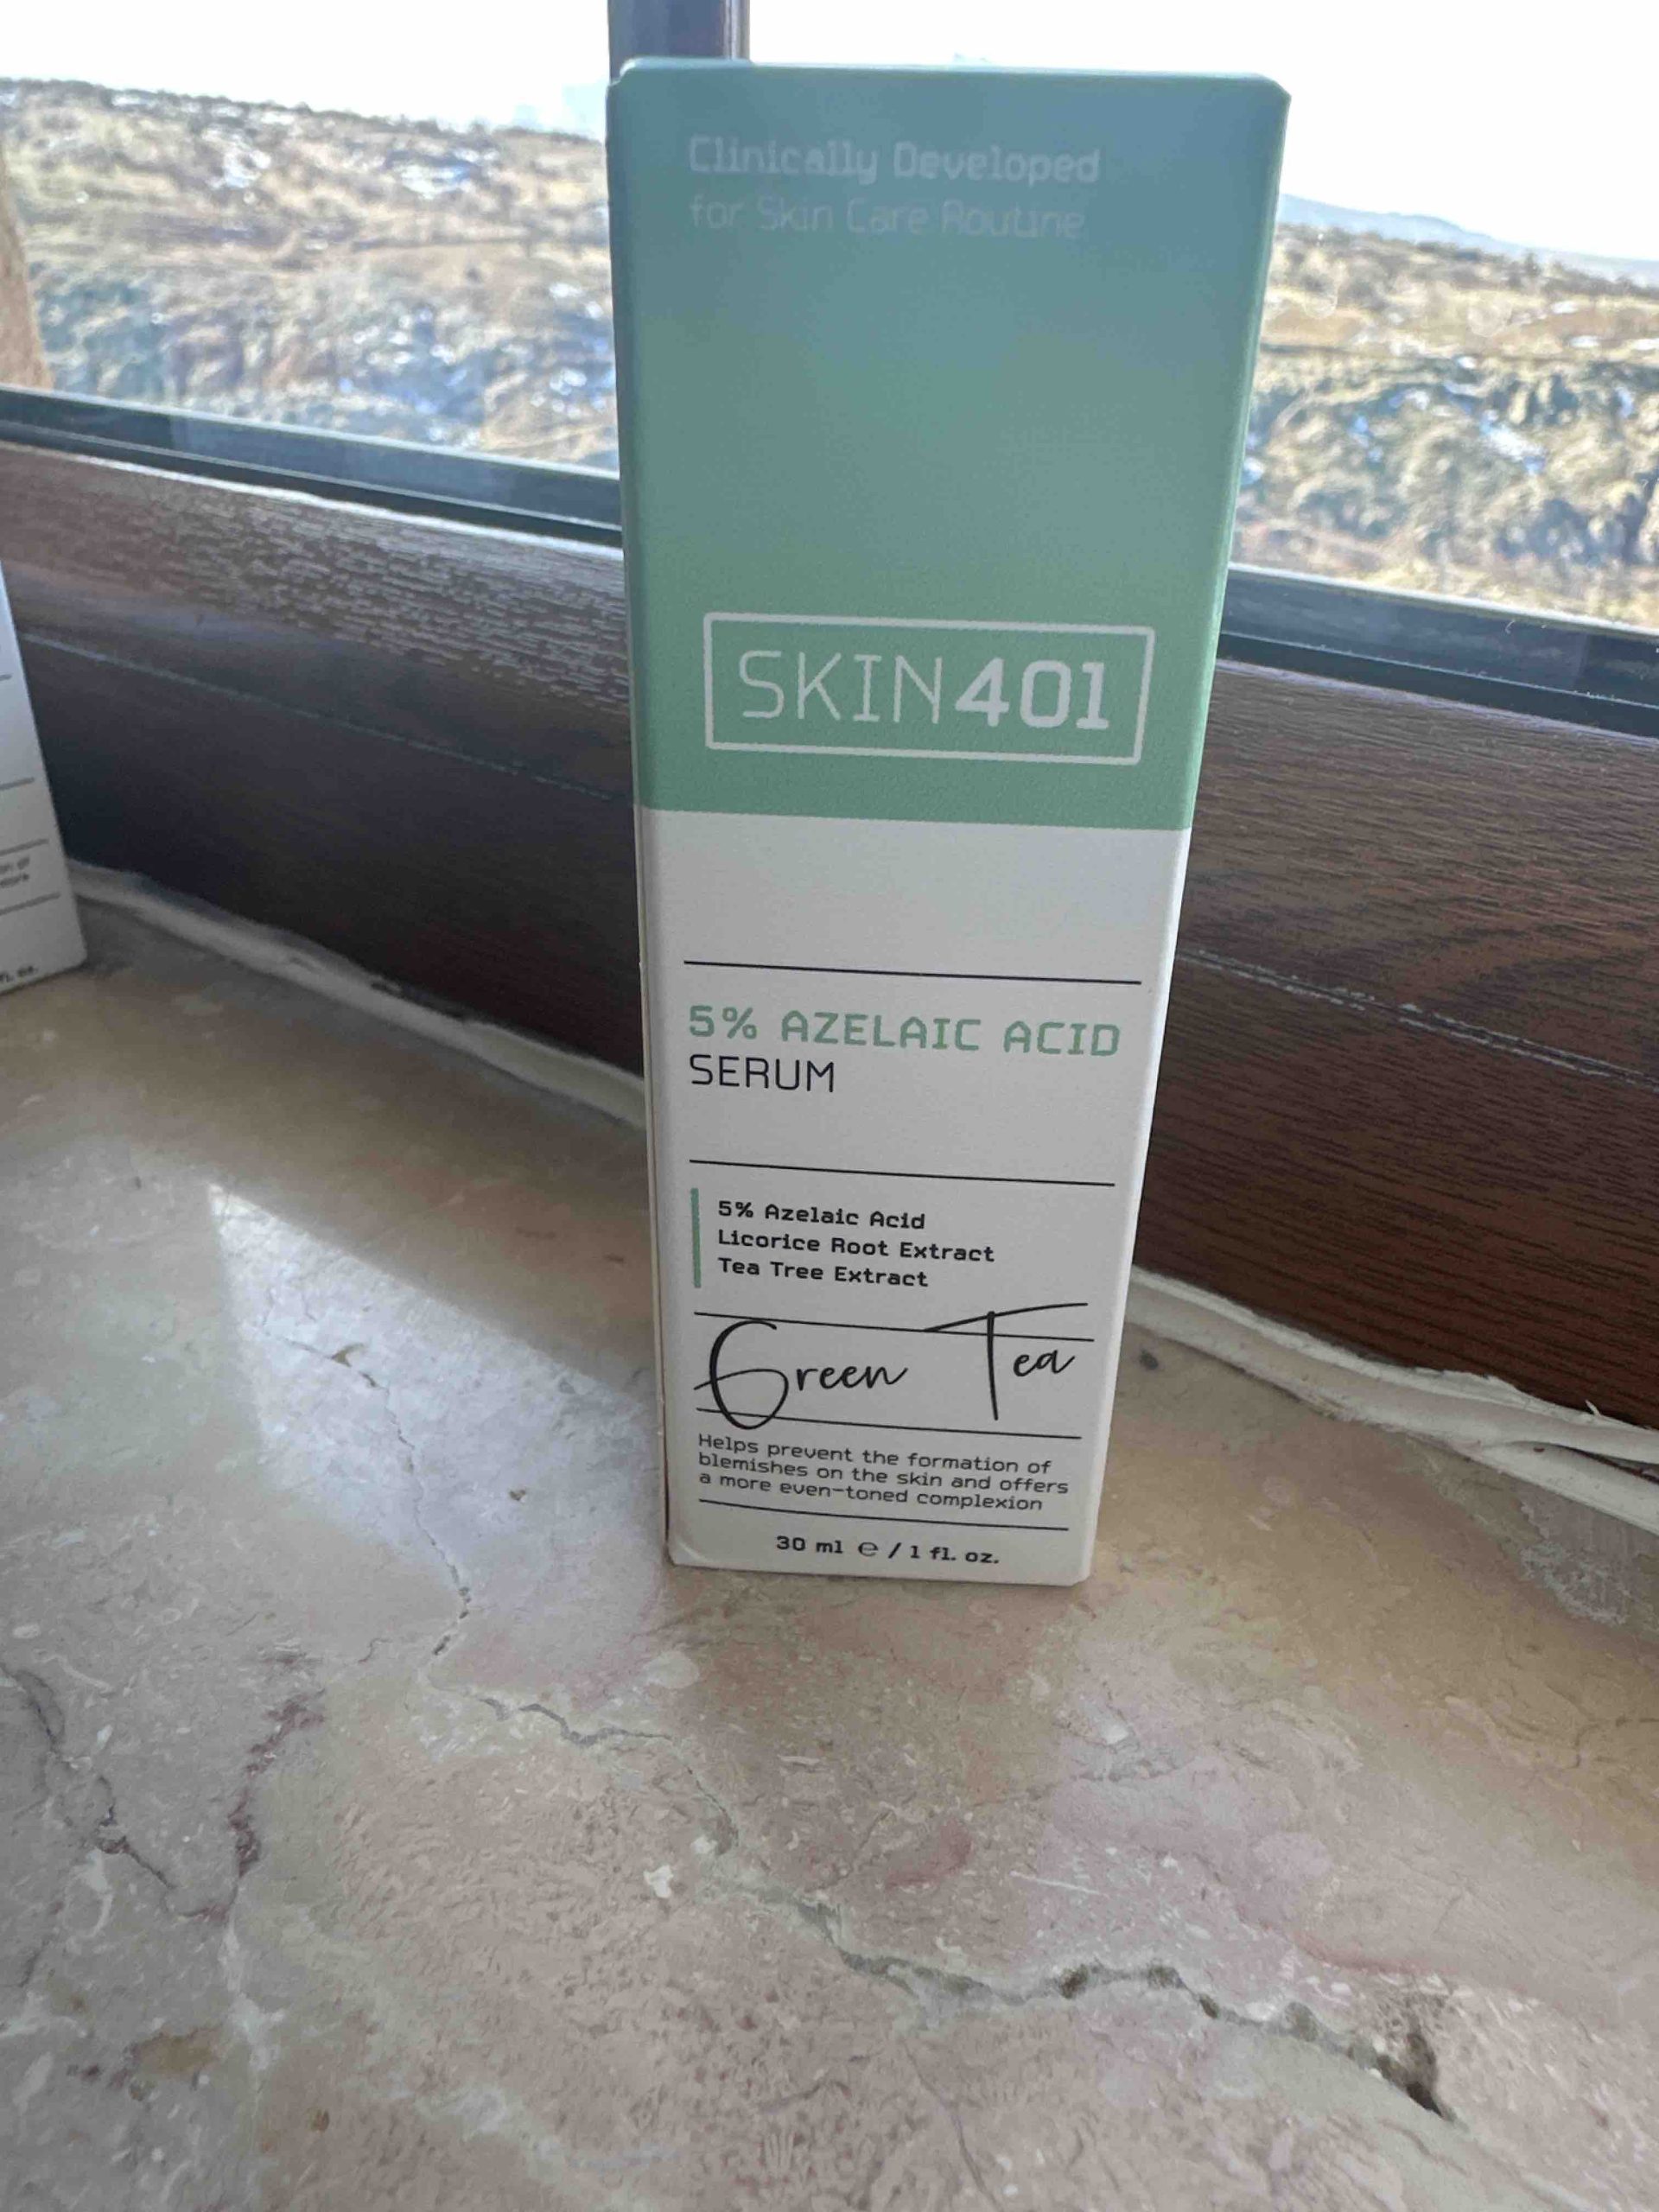 Clinically Developed
for Skin Care Routine
SKIN401
5% AZELAIC ACID
SERUM
5% Azelaic Acid
Licorice Root Extract
Tea Tree Extract
Green Tea
Helps prevent the formation of
blemishes on the skin and offers
a more even-toned complexion
30 ml ℮ / 1 fl. oz.